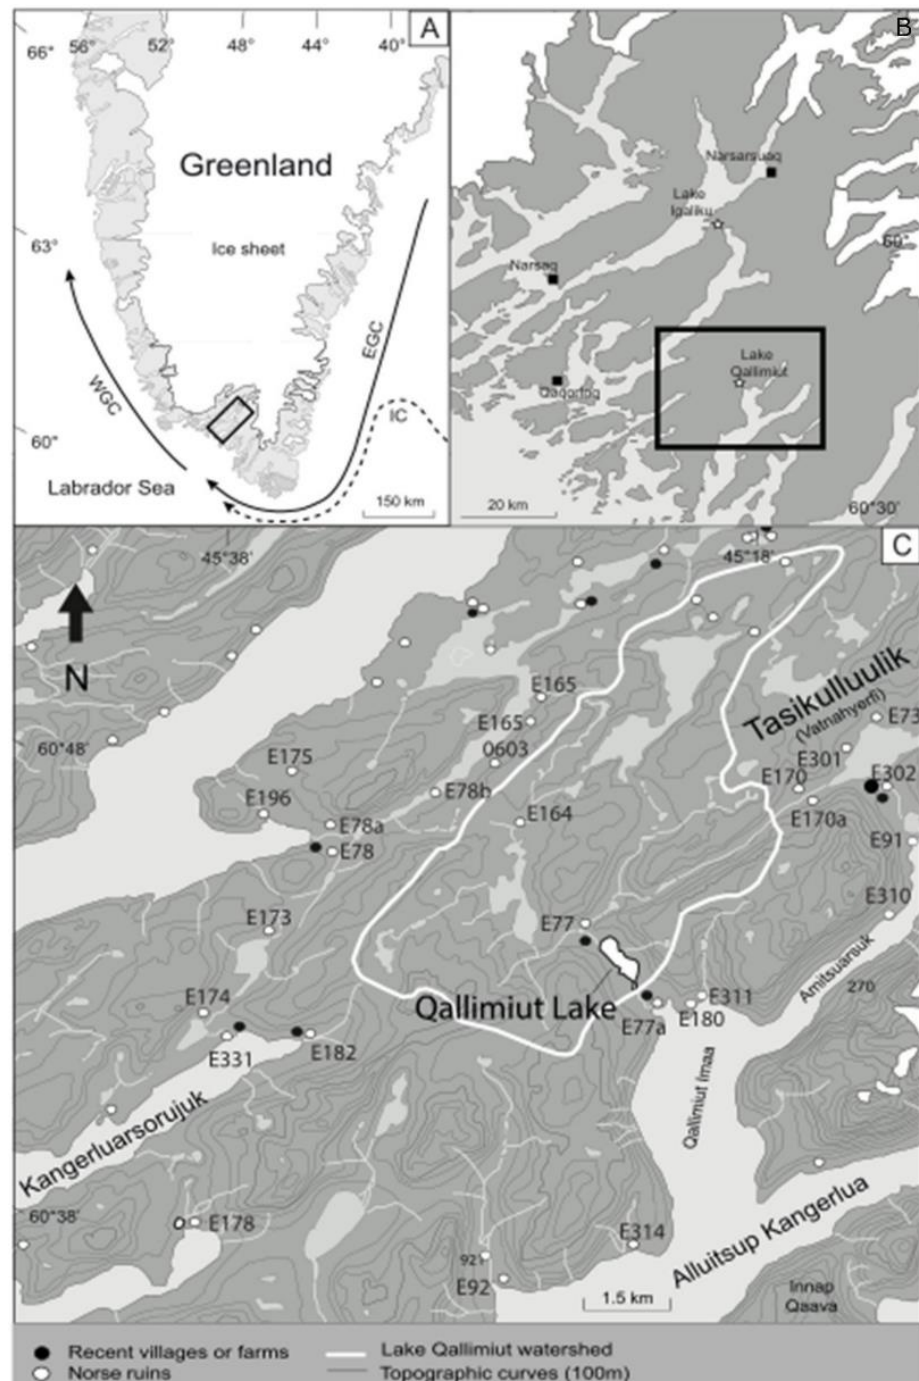 A
66° 56° 52° 48° 44° 40°
Greenland
Ice sheet
63°
EGC
WGC
IC
60°
Labrador Sea
150 km
B
Narsarsuaq
Lake
Igaliku
Narsaq
Lake
Qallimiut
Qaqortoq
20 km
60°30'
C
45°38'
45°18'
N
Tasikulluulik
(Vatnahverfi)
E165
E165
0603
E73
E301
60°48'
E175
E170
E302
E78b
E196
E164
E170a
E78a
E78
E91
E310
E173
E77
Amitsuarsuk
270
E174
Qallimiut Lake
E311
E77a
E180
E331
E182
Qallimiut Imaa
Kangerluarsorujuk
60°38'
E178
E314
Alluitsup Kangerlua
921
E92
1.5 km
Innap
Qaava
Recent villages or farms
Lake Qallimiut watershed
Norse ruins
Topographic curves (100m)